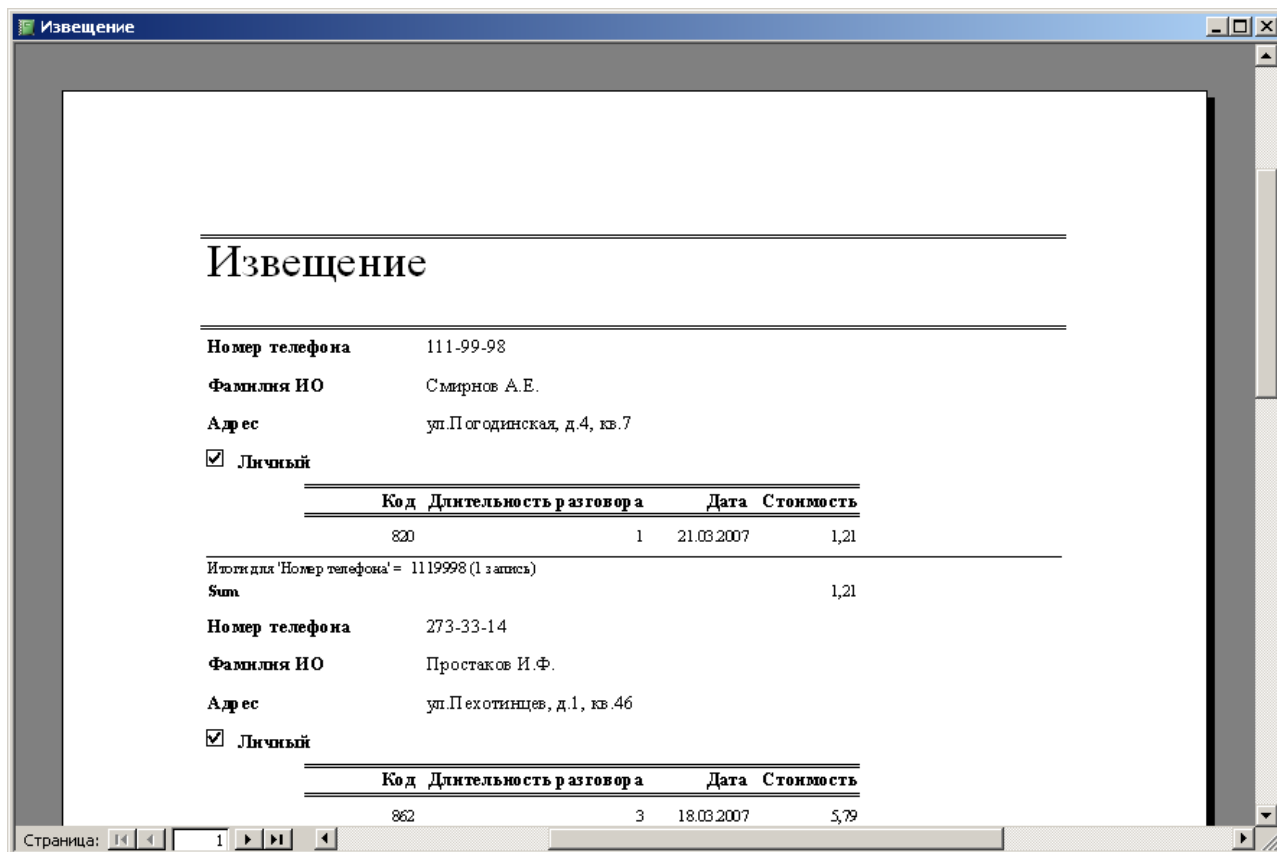 Извещение
Извещение
Номер телефона 111-99-98
Фамилия ИО Смирнов А.Е.
Адрес ул.Погодинская, д.4, кв.7
Личный
Код Длительность разговора Дата Стоимость
820 1 21.03.2007 1,21
Итоги для 'Номер телефона' = 1119998 (1 запись)
Sum 1,21
Номер телефона 273-33-14
Фамилия ИО Простаков И.Ф.
Адрес ул.Пехотинцев, д.1, кв.46
Личный
Код Длительность разговора Дата Стоимость
862 3 18.03.2007 5,79
Страница: 1